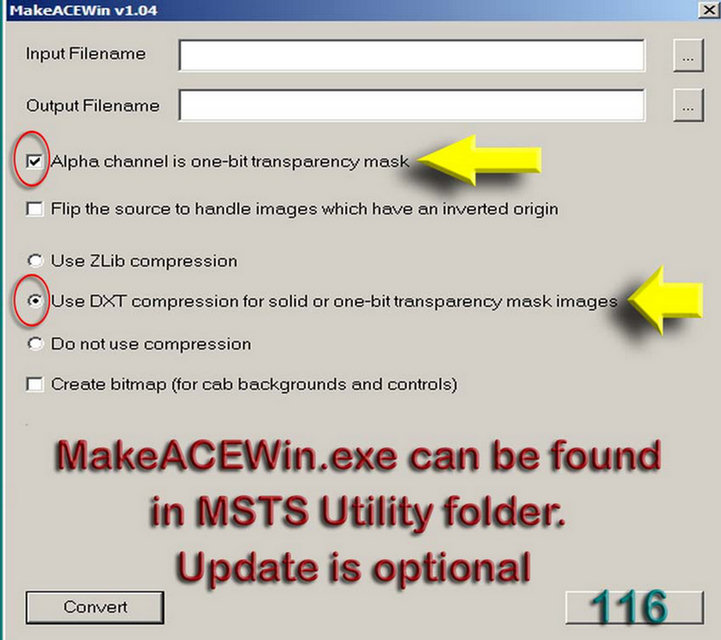 MakeACEWin v1.04
Input Filename
...
Output Filename
...
Alpha channel is one-bit transparency mask
Flip the source to handle images which have an inverted origin
Use ZLib compression
Use DXT compression for solid or one-bit transparency mask images
Do not use compression
Create bitmap (for cab backgrounds and controls)
MakeACEWin.exe can be found
in MSTS Utility folder.
Update is optional
Convert
116